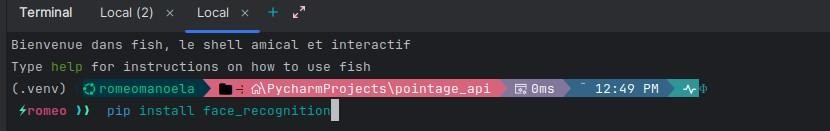 Terminal Local (2) × Local × +
Bienvenue dans fish, le shell amical et interactif
Type help for instructions on how to use fish
(.venv) romeomanoela \PycharmProjects\pointage_api 0ms 12:49 PM
romeo ❯❯ pip install face_recognition